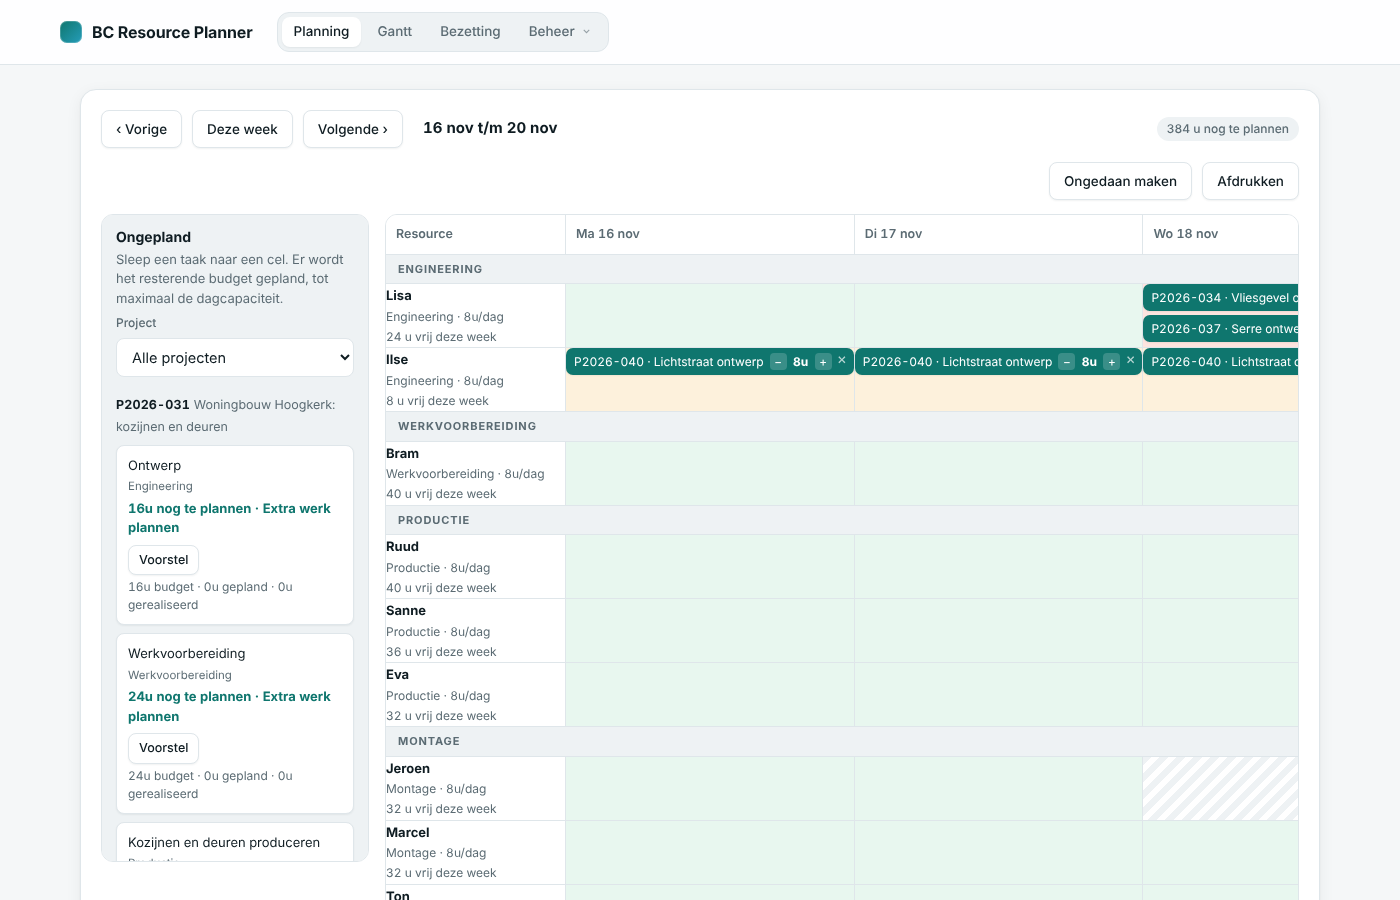 BC Resource Planner
Planning
Gantt
Bezetting
Beheer
‹ Vorige
Deze week
Volgende ›
16 nov t/m 20 nov
384 u nog te plannen
Ongedaan maken
Afdrukken
Ongepland
Sleep een taak naar een cel. Er wordt
het resterende budget gepland, tot
maximaal de dagcapaciteit.
Project
Alle projecten
P2026-031 Woningbouw Hoogkerk:
kozijnen en deuren
Ontwerp
Engineering
16u nog te plannen · Extra werk
plannen
Voorstel
16u budget · 0u gepland · 0u
gerealiseerd
Werkvoorbereiding
Werkvoorbereiding
24u nog te plannen · Extra werk
plannen
Voorstel
24u budget · 0u gepland · 0u
gerealiseerd
Kozijnen en deuren produceren
Resource
Ma 16 nov
Di 17 nov
Wo 18 nov
ENGINEERING
Lisa
Engineering · 8u/dag
24 u vrij deze week
P2026-034 · Vliesgevel
P2026-037 · Serre
Ilse
Engineering · 8u/dag
8 u vrij deze week
P2026-040 · Lichtstraat ontwerp − 8u + ×
P2026-040 · Lichtstraat ontwerp − 8u + ×
P2026-040 · Lichtstraat
WERKVOORBEREIDING
Bram
Werkvoorbereiding · 8u/dag
40 u vrij deze week
PRODUCTIE
Ruud
Productie · 8u/dag
40 u vrij deze week
Sanne
Productie · 8u/dag
36 u vrij deze week
Eva
Productie · 8u/dag
32 u vrij deze week
MONTAGE
Jeroen
Montage · 8u/dag
32 u vrij deze week
Marcel
Montage · 8u/dag
32 u vrij deze week
Ton